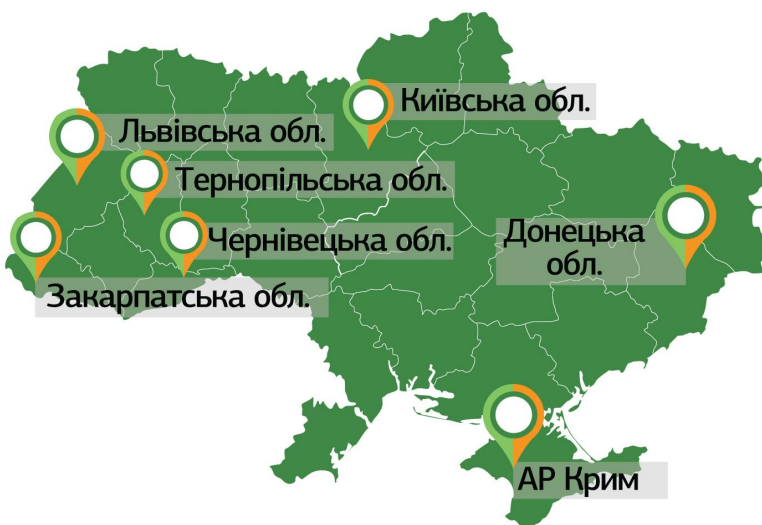 Київська обл.
Львівська обл.
Тернопільська обл.
Чернівецька обл.
Донецька
обл.
Закарпатська обл.
АР Крим